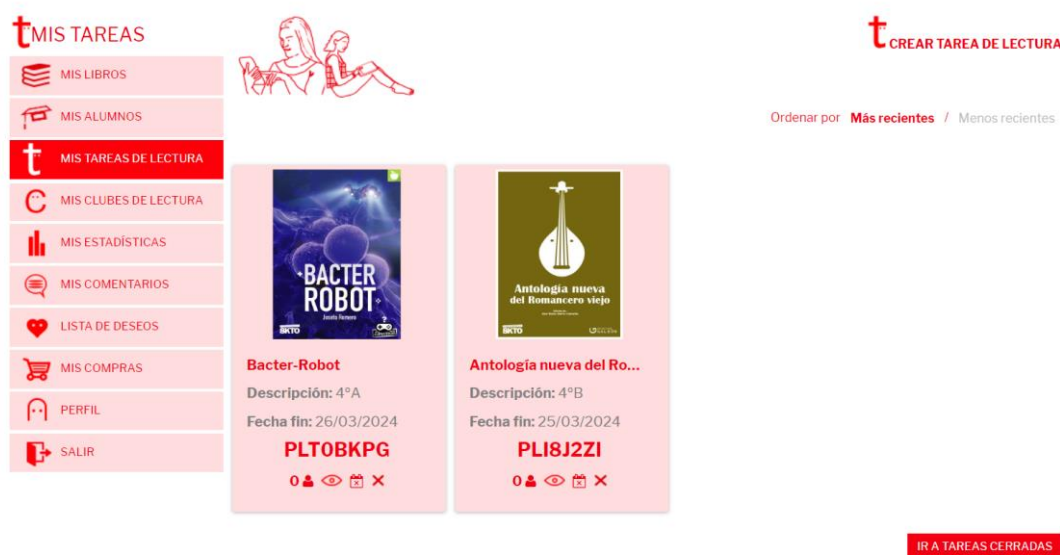 MIS TAREAS
CREAR TAREA DE LECTURA
MIS LIBROS
MIS ALUMNOS
MIS TAREAS DE LECTURA
MIS CLUBES DE LECTURA
MIS ESTADÍSTICAS
MIS COMENTARIOS
LISTA DE DESEOS
MIS COMPRAS
PERFIL
SALIR
Ordenar por Más recientes / Menos recientes
BACTER
ROBOT
Bacter-Robot
Descripción: 4ºA
Fecha fin: 26/03/2024
PLT0BKPG
0
Antología nueva
del Romancero viejo
Antología nueva del Ro...
Descripción: 4ºB
Fecha fin: 25/03/2024
PLI8J2ZI
0
IR A TAREAS CERRADAS